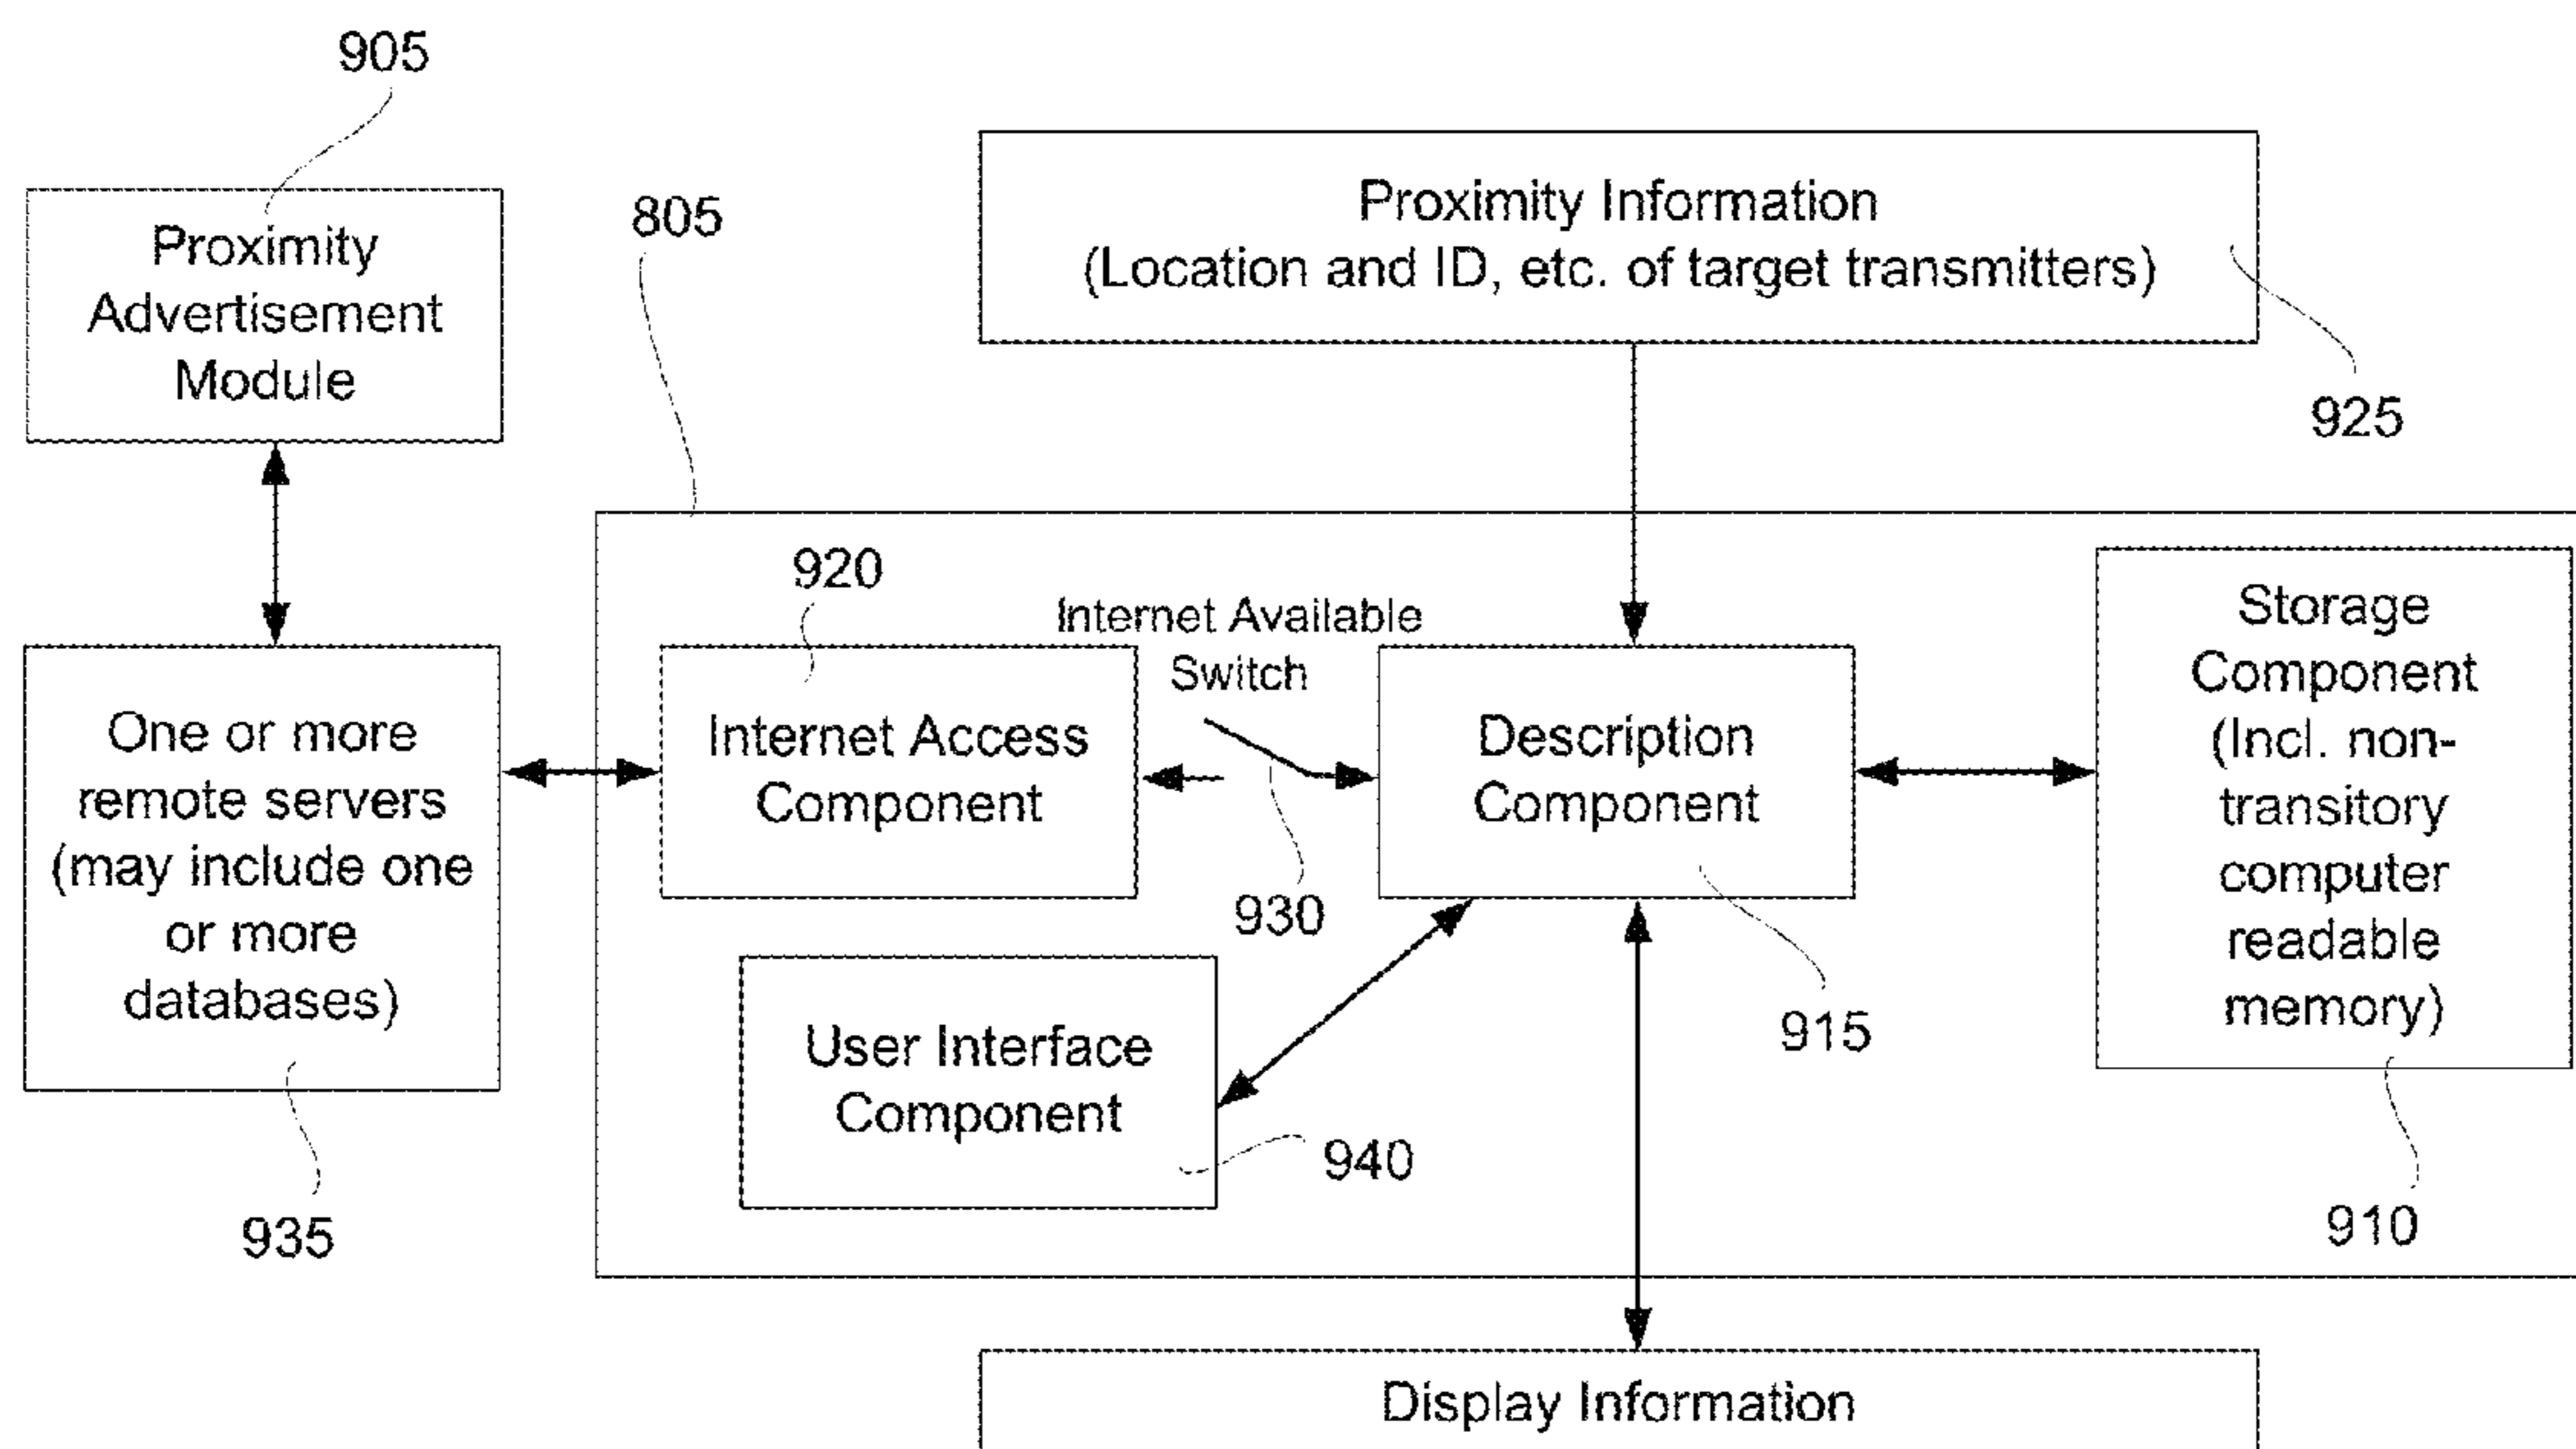 905
Proximity
Advertisement
Module
805
Proximity Information
(Location and ID, etc. of target transmitters)
925
920
Internet Available
Switch
One or more
remote servers
(may include one
or more
databases)
935
Internet Access
Component
930
Description
Component
915
Storage
Component
(Incl. non-
transitory
computer
readable
memory)
910
User Interface
Component
940
Display Information